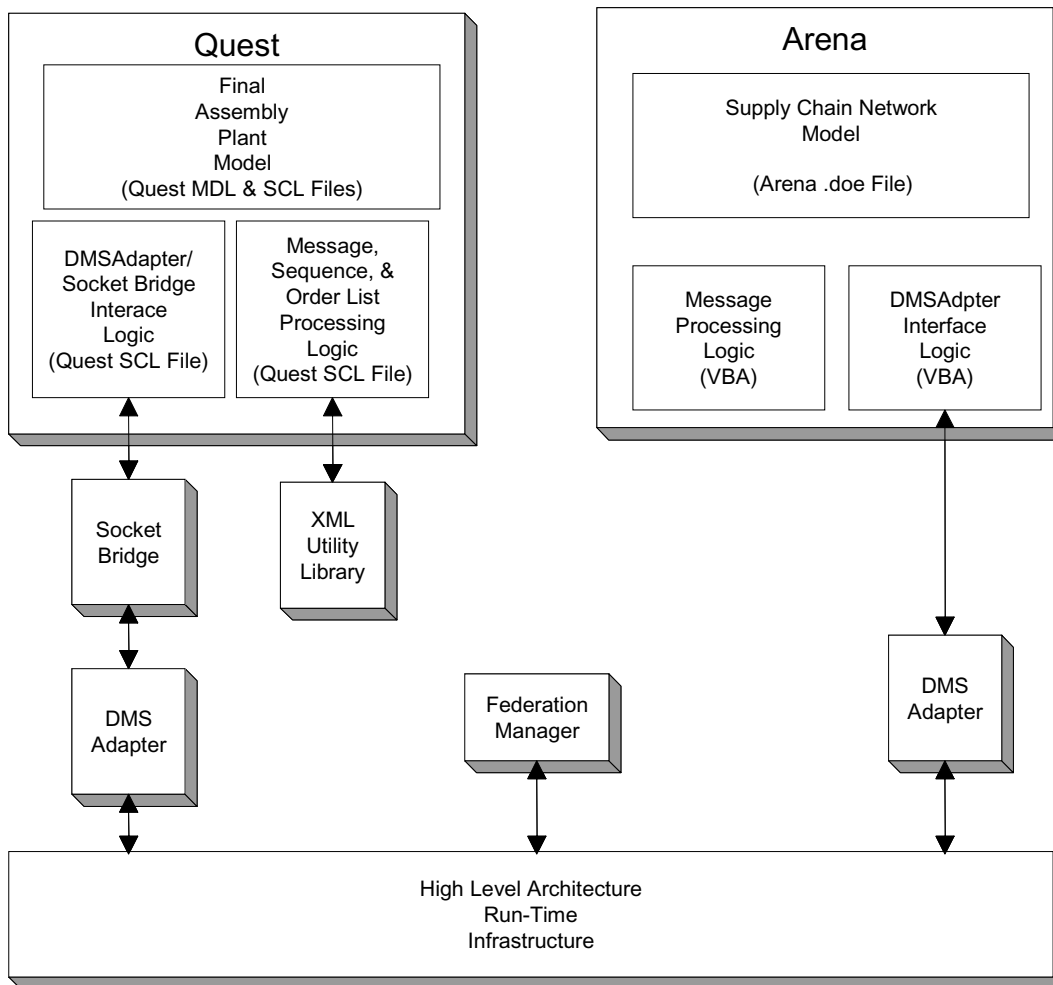 Quest
Final
Assembly
Plant
Model
(Quest MDL & SCL Files)
DMSAdapter/
Socket Bridge
Interace
Logic
(Quest SCL File)
Message,
Sequence, &
Order List
Processing
Logic
(Quest SCL File)
Arena
Supply Chain Network
Model
(Arena .doe File)
Message
Processing
Logic
(VBA)
DMSAdpter
Interface
Logic
(VBA)
Socket
Bridge
XML
Utility
Library
DMS
Adapter
Federation
Manager
DMS
Adapter
High Level Architecture
Run-Time
Infrastructure